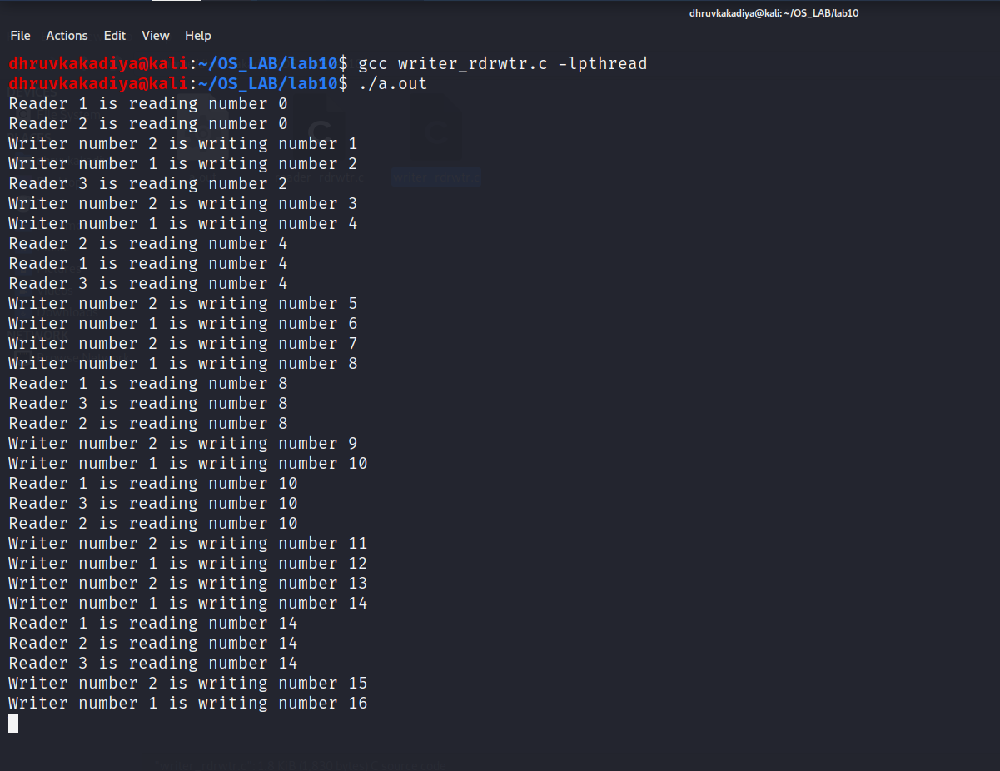 dhruvkakadiya@kali: ~/OS_LAB/lab10
File Actions Edit View Help
dhruvkakadiya@kali:~/OS_LAB/lab10$ gcc writer_rdrwtr.c -lpthread
dhruvkakadiya@kali:~/OS_LAB/lab10$ ./a.out
Reader 1 is reading number 0
Reader 2 is reading number 0
Writer number 2 is writing number 1
Writer number 1 is writing number 2
Reader 3 is reading number 2
Writer number 2 is writing number 3
Writer number 1 is writing number 4
Reader 2 is reading number 4
Reader 1 is reading number 4
Reader 3 is reading number 4
Writer number 2 is writing number 5
Writer number 1 is writing number 6
Writer number 2 is writing number 7
Writer number 1 is writing number 8
Reader 1 is reading number 8
Reader 3 is reading number 8
Reader 2 is reading number 8
Writer number 2 is writing number 9
Writer number 1 is writing number 10
Reader 1 is reading number 10
Reader 3 is reading number 10
Reader 2 is reading number 10
Writer number 2 is writing number 11
Writer number 1 is writing number 12
Writer number 2 is writing number 13
Writer number 1 is writing number 14
Reader 1 is reading number 14
Reader 2 is reading number 14
Reader 3 is reading number 14
Writer number 2 is writing number 15
Writer number 1 is writing number 16